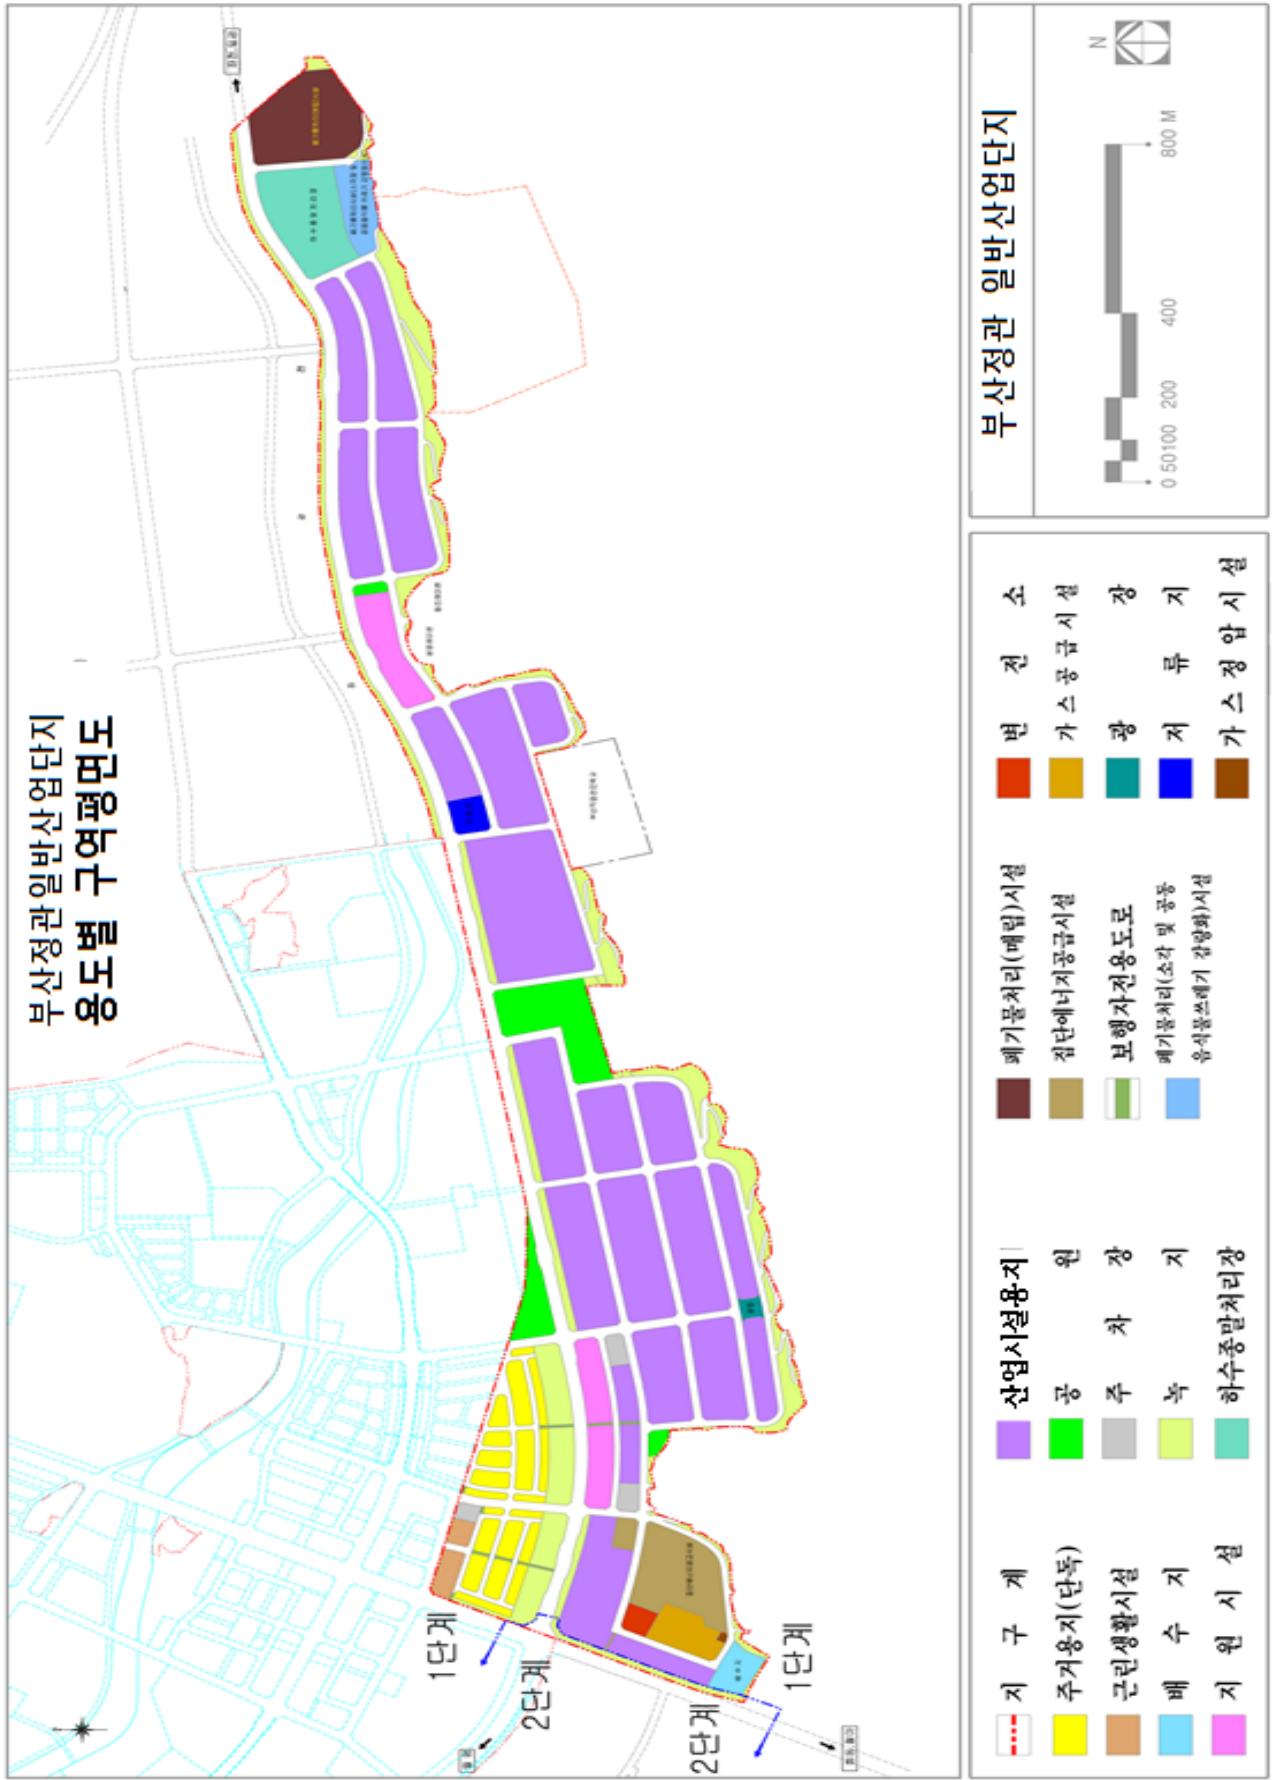 부산정관일반산업단지
용도별 구역평면도
1단계
2단계
2단계
1단계
지구계
주거용지(단독)
근린생활시설
배수지
지원시설
산업시설용지
공원
주차장
녹지
하수종말처리장
폐기물처리(매립)시설
집단에너지공급시설
보행자전용도로
폐기물처리(소각 및 공동
음식물쓰레기 감량화)시설
변전소
가스공급시설
광장
저류지
가스정압시설
부산정관 일반산업단지
0 50 100 200 400 800 M
N